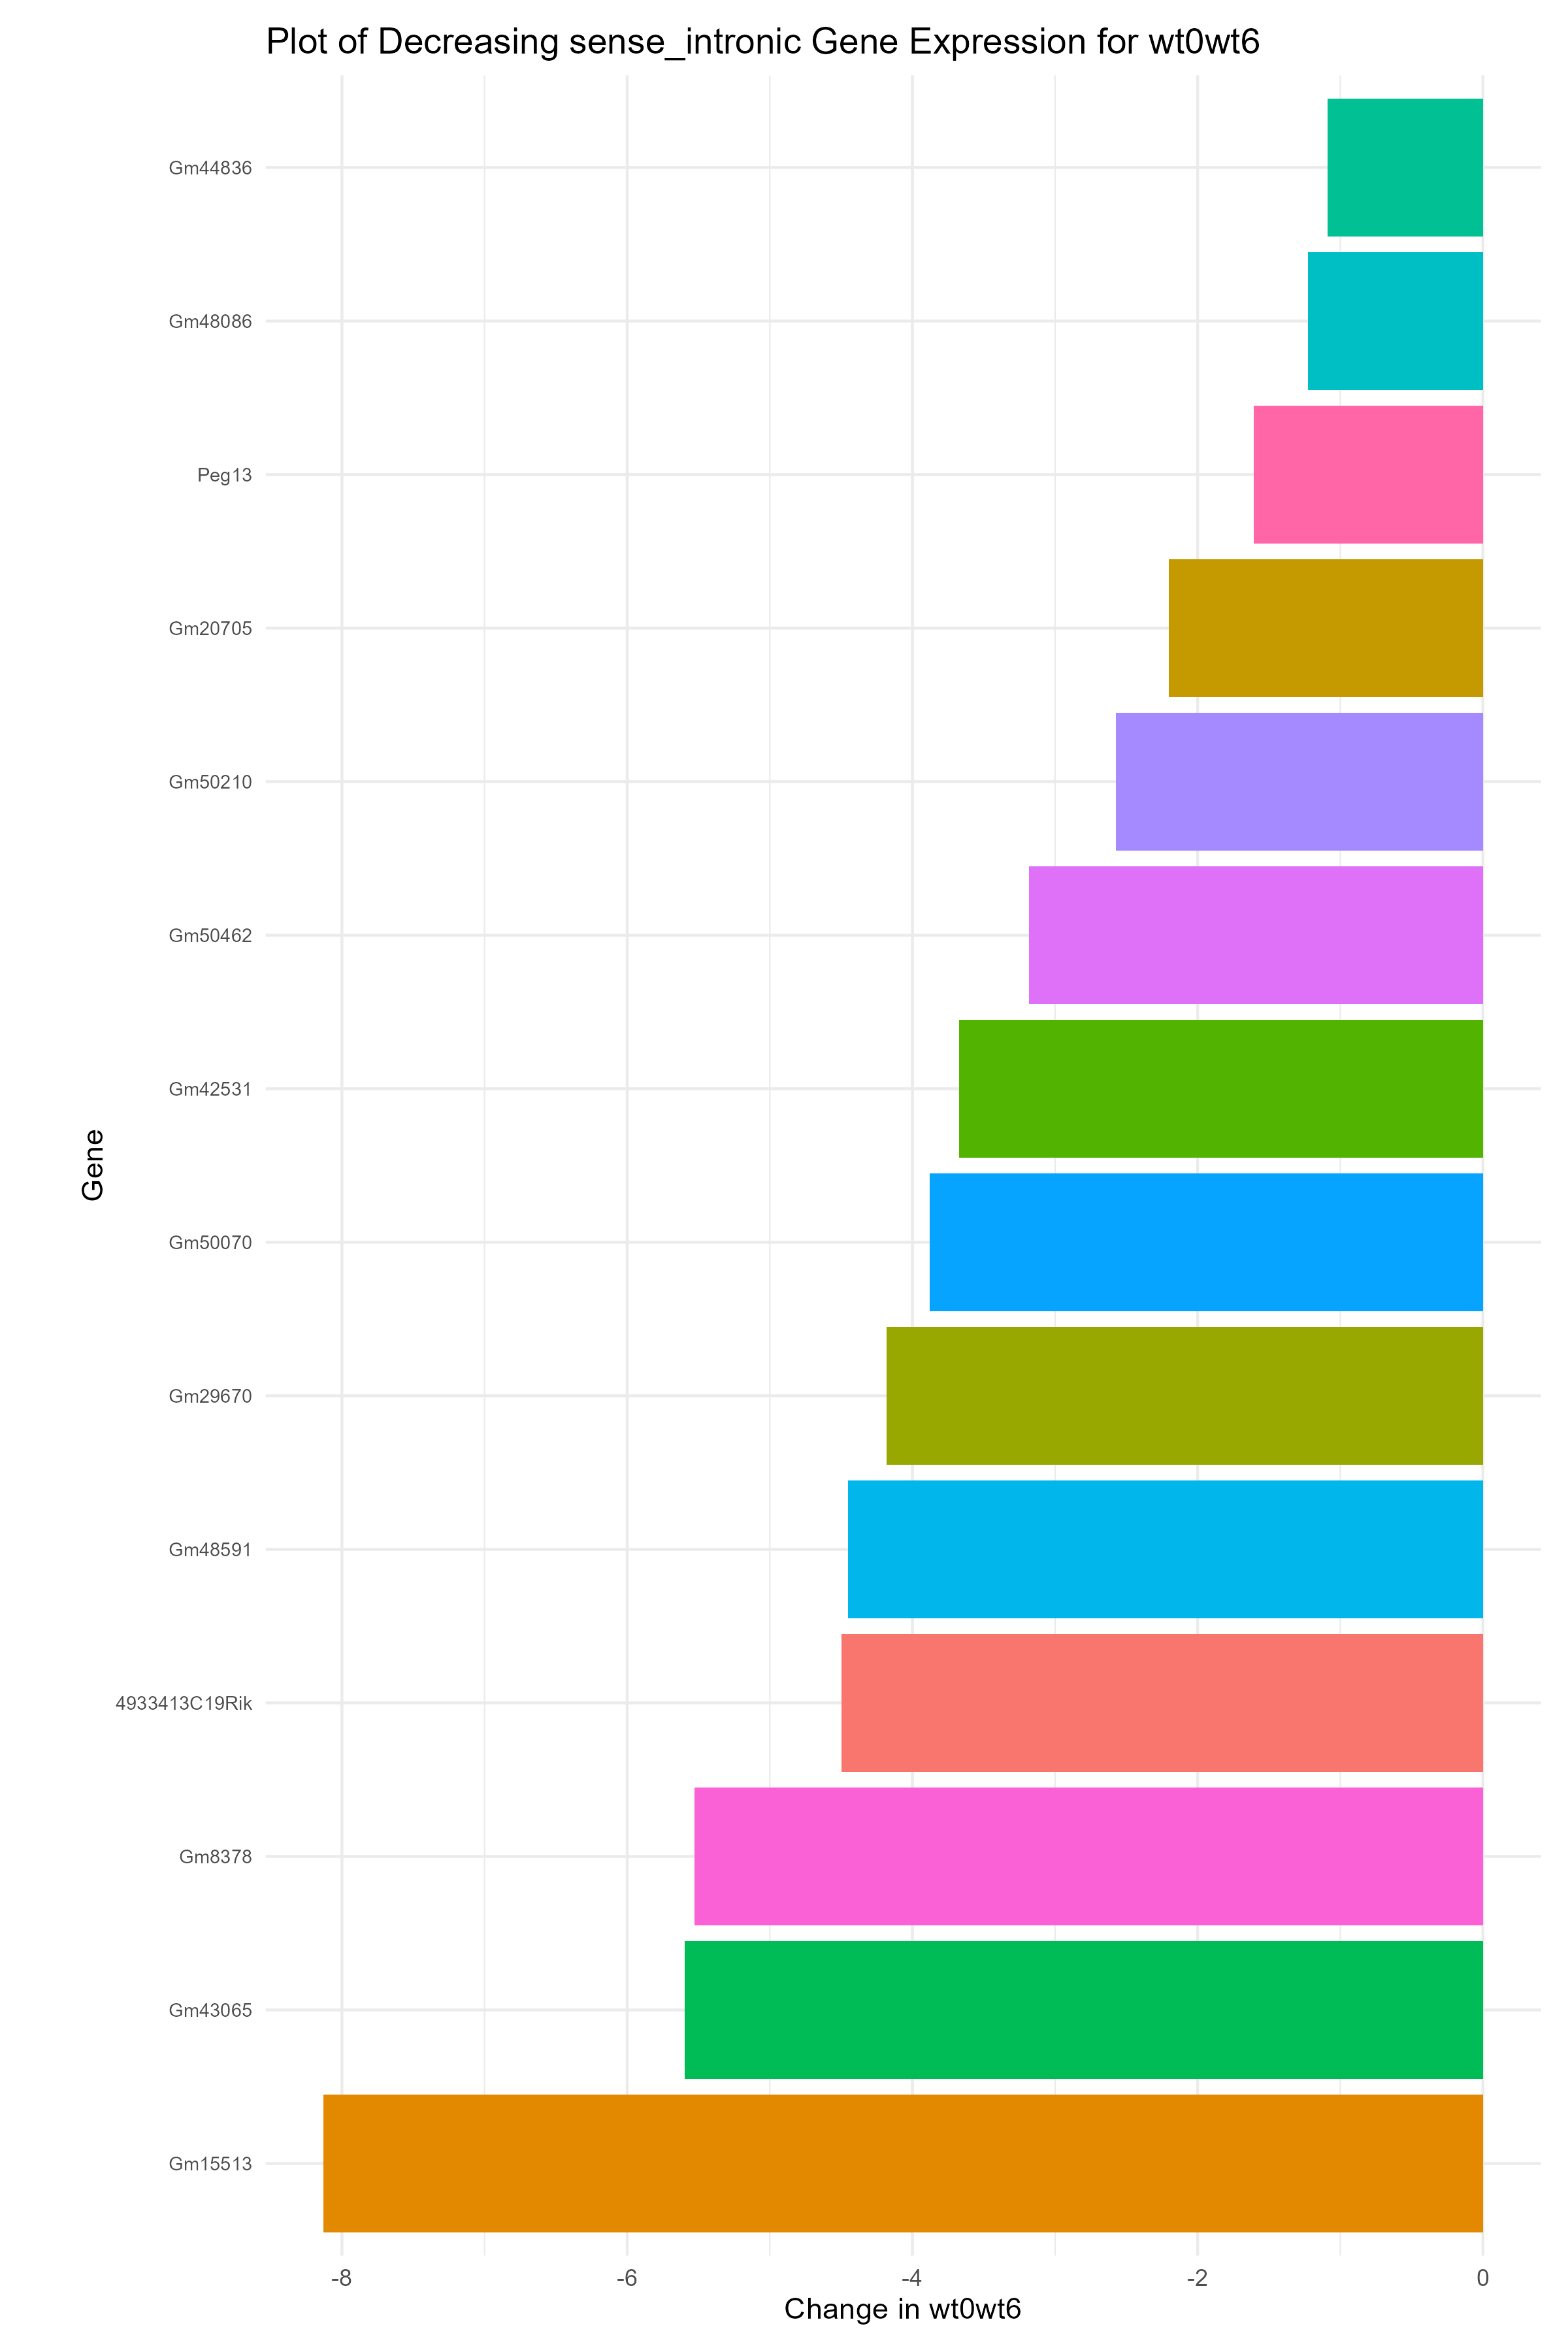 Plot of Decreasing sense_intronic Gene Expression for wt0wt6
Gm44836
Gm48086
Peg13
Gm20705
Gm50210
Gm50462
Gm42531
Gene
Gm50070
Gm29670
Gm48591
4933413C19Rik
Gm8378
Gm43065
Gm15513
-8 -6 -4 -2 0
Change in wt0wt6